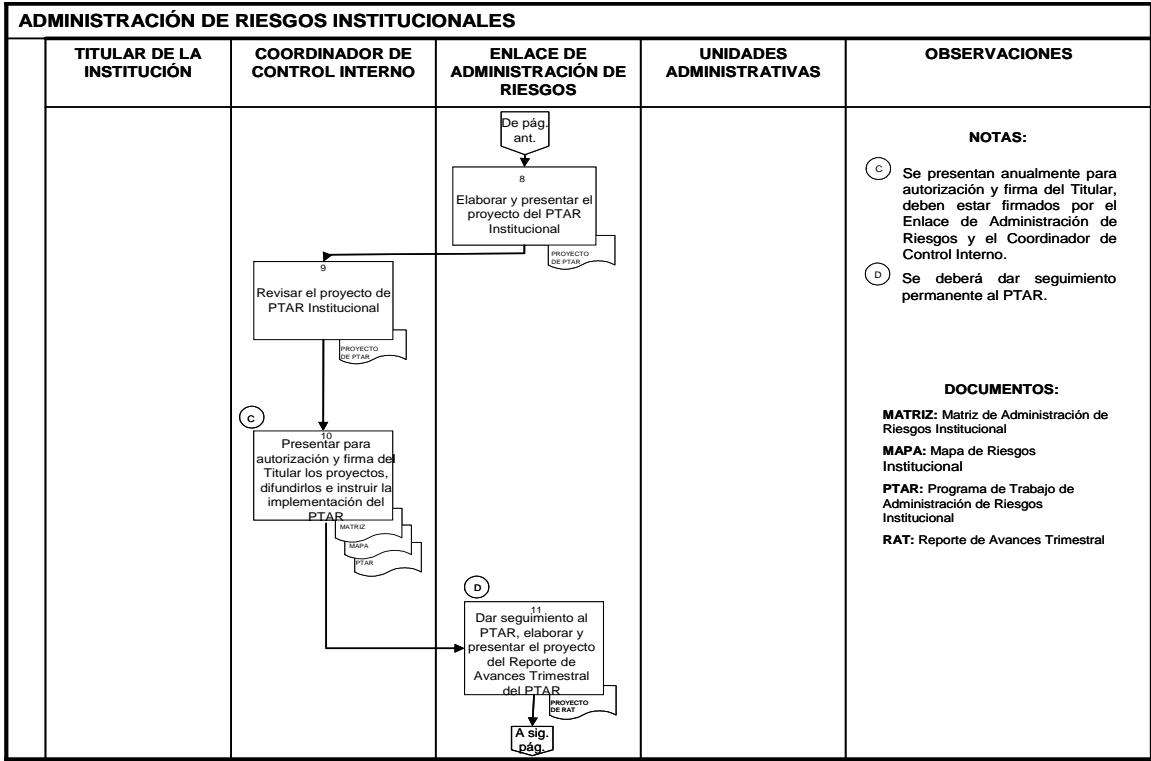 ADMINISTRACIÓN DE RIESGOS INSTITUCIONALES
TITULAR DE LA
INSTITUCIÓN
COORDINADOR DE
CONTROL INTERNO
ENLACE DE
ADMINISTRACIÓN DE
RIESGOS
UNIDADES
ADMINISTRATIVAS
OBSERVACIONES
De pág.
ant.
8
Elaborar y presentar el
proyecto del PTAR
Institucional
PROYECTO
DE PTAR
9
Revisar el proyecto de
PTAR Institucional
PROYECTO
DE PTAR
C
10
Presentar para
autorización y firma del
Titular los proyectos,
difundirlos e instruir la
implementación del
PTAR
MATRIZ
MAPA
PTAR
D
11
Dar seguimiento al
PTAR, elaborar y
presentar el proyecto
del Reporte de
Avances Trimestral
del PTAR
PROYECTO
DE RAT
A sig.
pág.
NOTAS:
C
Se presentan anualmente para
autorización y firma del Titular,
deben estar firmados por el
Enlace de Administración de
Riesgos y el Coordinador de
Control Interno.
D
Se deberá dar seguimiento
permanente al PTAR.
DOCUMENTOS:
MATRIZ: Matriz de Administración de
Riesgos Institucional
MAPA: Mapa de Riesgos
Institucional
PTAR: Programa de Trabajo de
Administración de Riesgos
Institucional
RAT: Reporte de Avances Trimestral